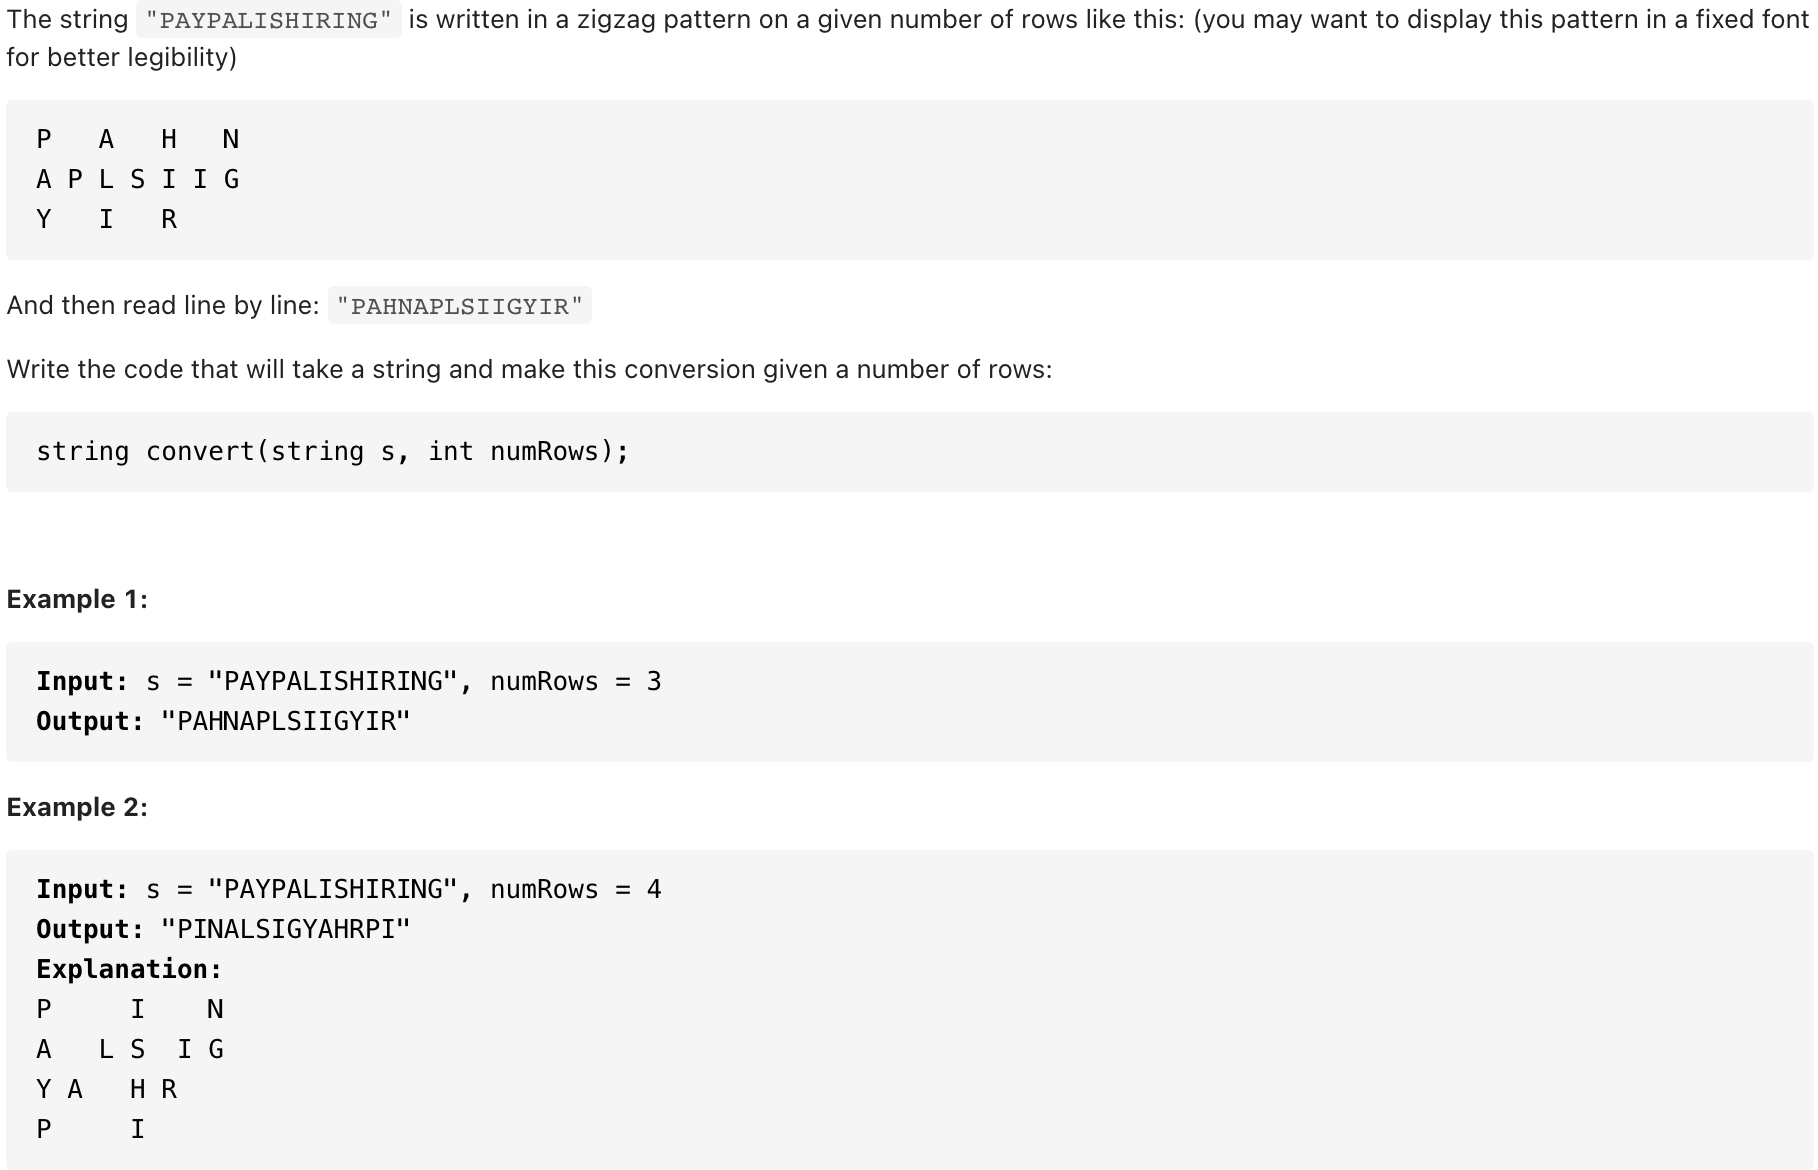 The string "PAYPALISHIRING" is written in a zigzag pattern on a given number of rows like this: (you may want to display this pattern in a fixed font
for better legibility)
P   A   H   N
A P L S I I G
Y   I   R
And then read line by line: "PAHNAPLSIIGYIR"
Write the code that will take a string and make this conversion given a number of rows:
string convert(string s, int numRows);
Example 1:
Input: s = "PAYPALISHIRING", numRows = 3
Output: "PAHNAPLSIIGYIR"
Example 2:
Input: s = "PAYPALISHIRING", numRows = 4
Output: "PINALSIGYAHRPI"
Explanation:
P     I    N
A   L S  I G
Y A   H R
P     I